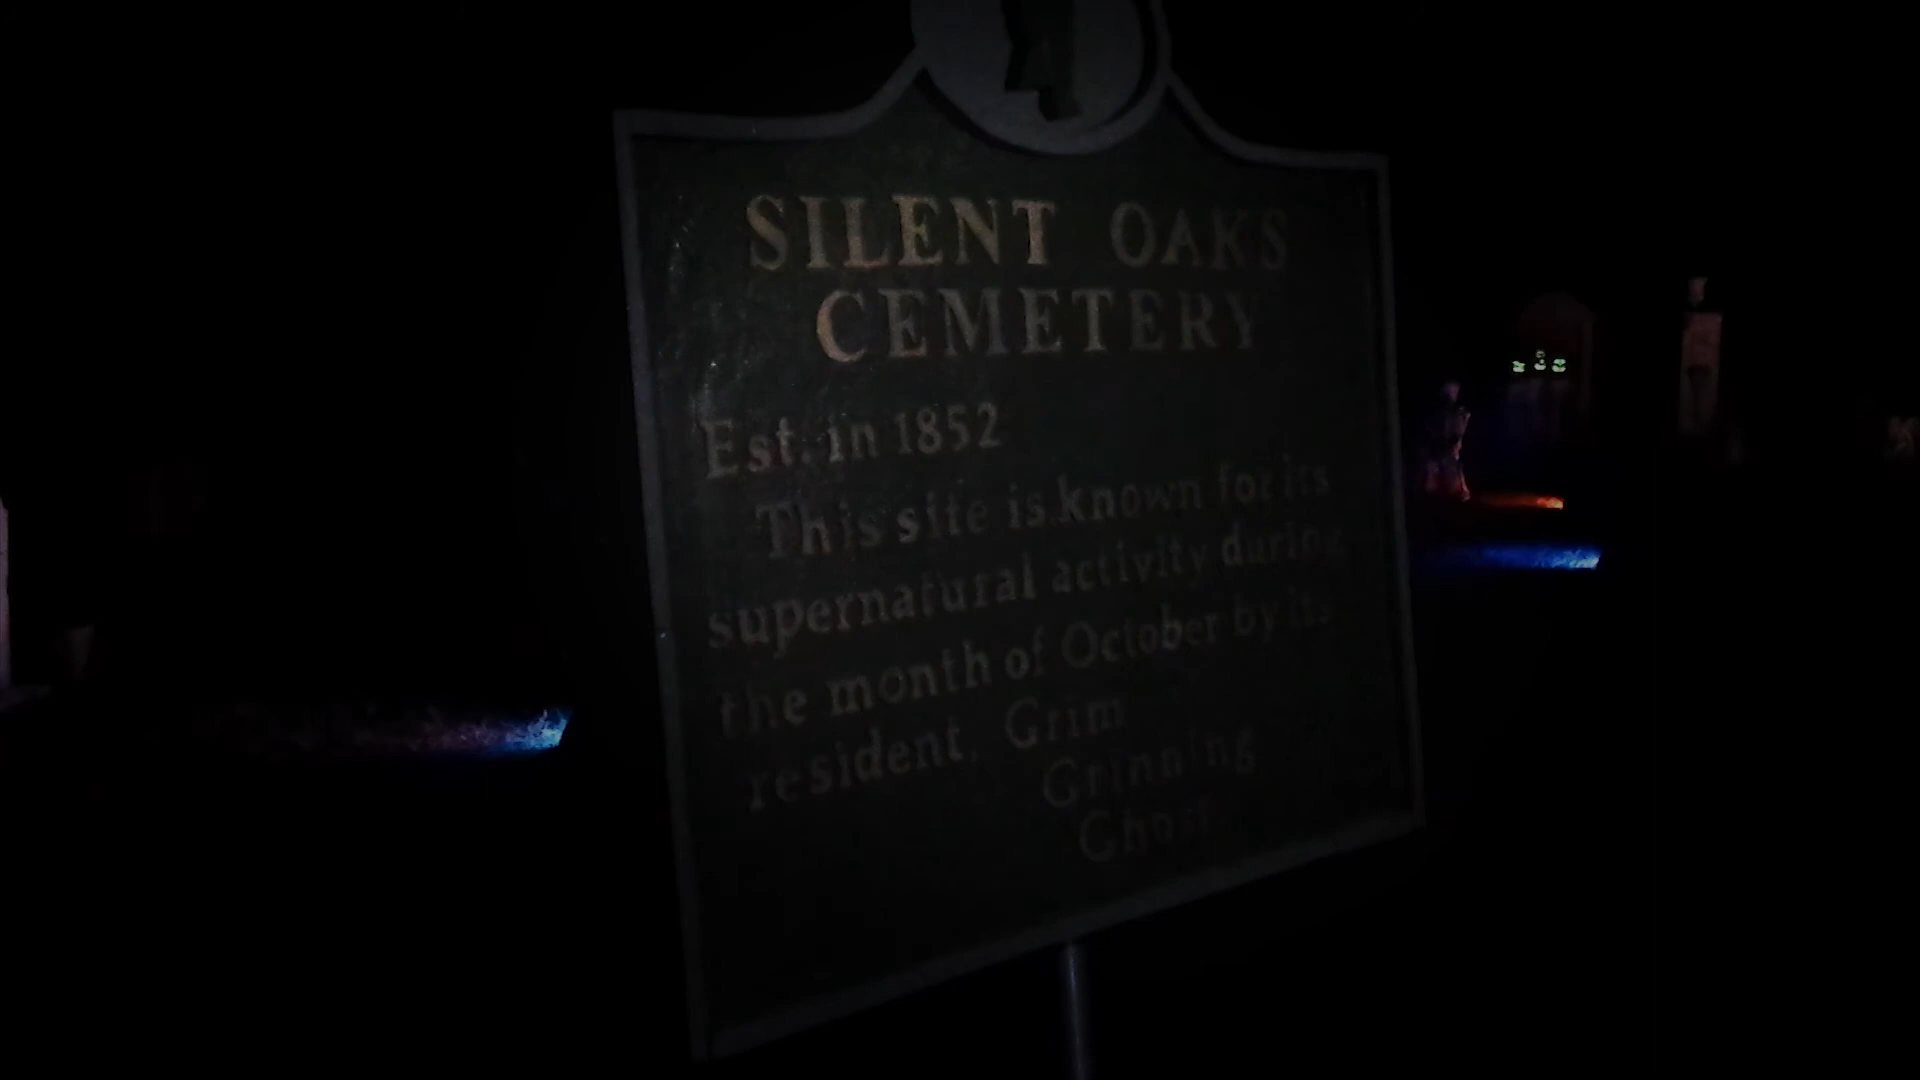 SILENT OAKS
CEMETERY
Est. in 1852
This site is known for its
supernatural activity during
the month of October by its
resident, Grim
Grinning
Ghost.